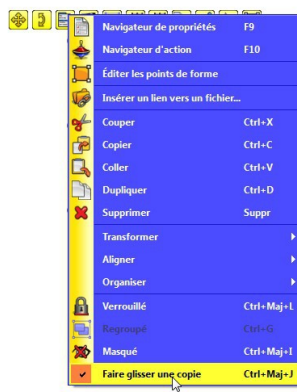 Navigateur de propriétés F9
Navigateur d'action F10
Éditer les points de forme
Insérer un lien vers un fichier...
Couper Ctrl+X
Copier Ctrl+C
Coller Ctrl+V
Dupliquer Ctrl+D
Supprimer Suppr
Transformer
Aligner
Organiser
Verrouillé Ctrl+Maj+L
Regroupé Ctrl+G
Masqué Ctrl+Maj+I
Faire glisser une copie Ctrl+Maj+J